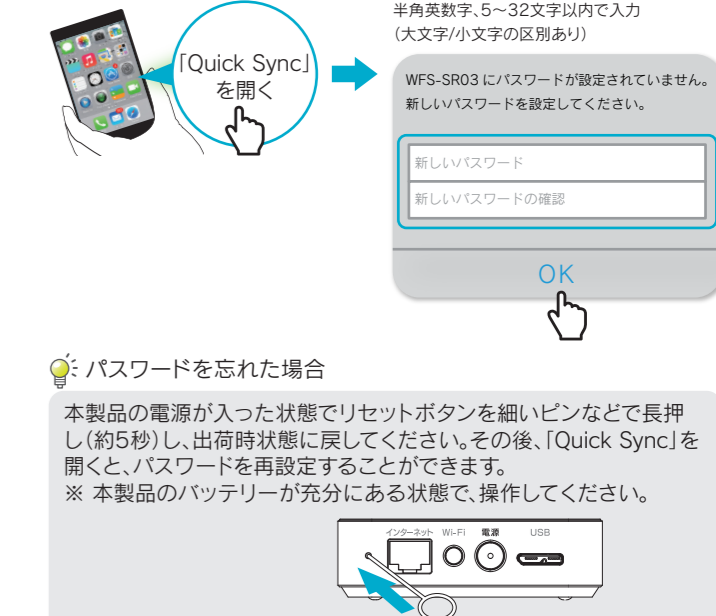 半角英数字、5〜32文字以内で入力
（大文字/小文字の区別あり）
「Quick Sync」
を開く
WFS-SR03 にパスワードが設定されていません。
新しいパスワードを設定してください。
新しいパスワード
新しいパスワードの確認
OK
パスワードを忘れた場合
本製品の電源が入った状態でリセットボタンを細いピンなどで長押
し（約5秒）し、出荷時状態に戻してください。その後、「Quick Sync」を
開くと、パスワードを再設定することができます。
※ 本製品のバッテリーが充分にある状態で、操作してください。
インターネット Wi-Fi 電源 USB